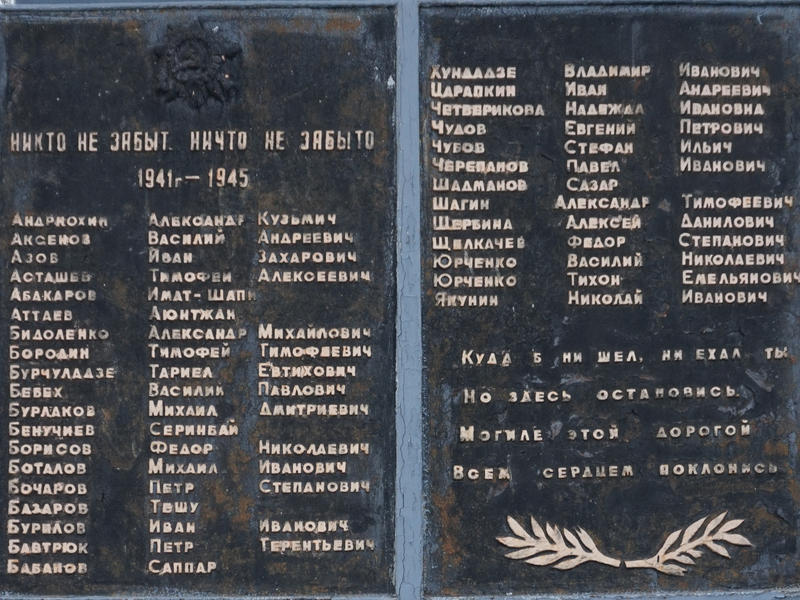 НИКТО НЕ ЗАБЫТ. НИЧТО НЕ ЗАБЫТО
1941г — 1945
АНДРЮХИН АЛЕКСАНДР КУЗЬМИЧ
АКСЕНОВ ВАСИЛИЙ АНДРЕЕВИЧ
АЗОВ ИВАН ЗАХАРОВИЧ
АСТАШЕВ ТИМОФЕЙ АЛЕКСЕЕВИЧ
АБАКАРОВ ИМАТ-ШАПИ
АТТАЕВ АЮНТЖАН
БИДОЛЕНКО АЛЕКСАНДР МИХАЙЛОВИЧ
БОРОДИН ТИМОФЕЙ ТИМОФЕЕВИЧ
БУРЧУЛАДЗЕ ТАРИЕЛ ЕВТИХОВИЧ
БЕБЕХ ВАСИЛИЙ ПАВЛОВИЧ
БУРЛАКОВ МИХАИЛ ДМИТРИЕВИЧ
БЕНУЧИЕВ СЕРИНБАЙ
БОРИСОВ ФЕДОР НИКОЛАЕВИЧ
БОТАЛОВ МИХАИЛ ИВАНОВИЧ
БОЧАРОВ ПЕТР СТЕПАНОВИЧ
БАЗАРОВ ТЕШУ
БУРИЛОВ ИВАН ИВАНОВИЧ
БАВТРЮК ПЕТР ТЕРЕНТЬЕВИЧ
БАБАНОВ САППАР
ХУНДАДЗЕ ВЛАДИМИР ИВАНОВИЧ
ЦАРАПКИН ИВАН АНДРЕЕВИЧ
ЧЕТВЕРИКОВА НАДЕЖДА ИВАНОВНА
ЧУДОВ ЕВГЕНИЙ ПЕТРОВИЧ
ЧУБОВ СТЕФАН ИЛЬИЧ
ЧЕРЕПАНОВ ПАВЕЛ ИВАНОВИЧ
ШАДМАНОВ САЗАР
ШАГИН АЛЕКСАНДР ТИМОФЕЕВИЧ
ЩЕРБИНА АЛЕКСЕЙ ДАНИЛОВИЧ
ЩЕЛКАЧЕВ ФЕДОР СТЕПАНОВИЧ
ЮРЧЕНКО ВАСИЛИЙ НИКОЛАЕВИЧ
ЮРЧЕНКО ТИХОН ЕМЕЛЬЯНОВИЧ
ЯКУНИН НИКОЛАЙ ИВАНОВИЧ
КУДА Б НИ ШЕЛ, НИ ЕХАЛ ТЫ
НО ЗДЕСЬ ОСТАНОВИСЬ.
МОГИЛЕ ЭТОЙ ДОРОГОЙ
ВСЕМ СЕРДЦЕМ ПОКЛОНИСЬ